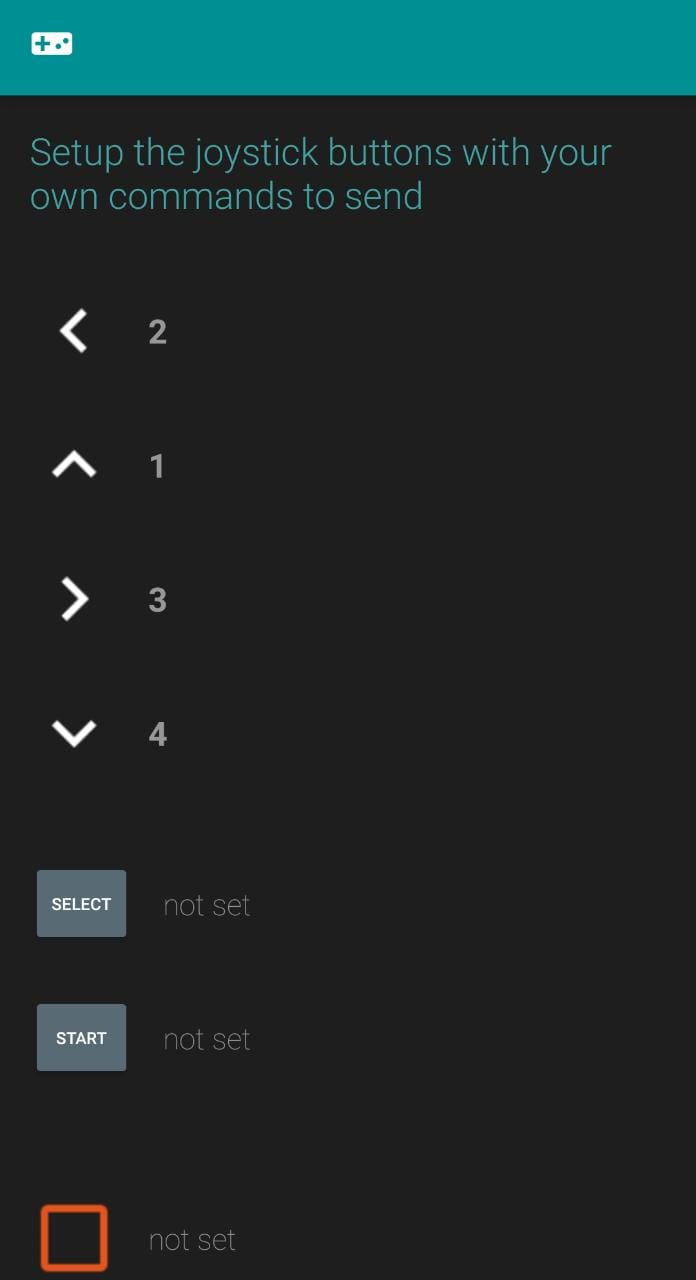 Setup the joystick buttons with your
own commands to send
2
1
3
4
SELECT not set
START not set
not set